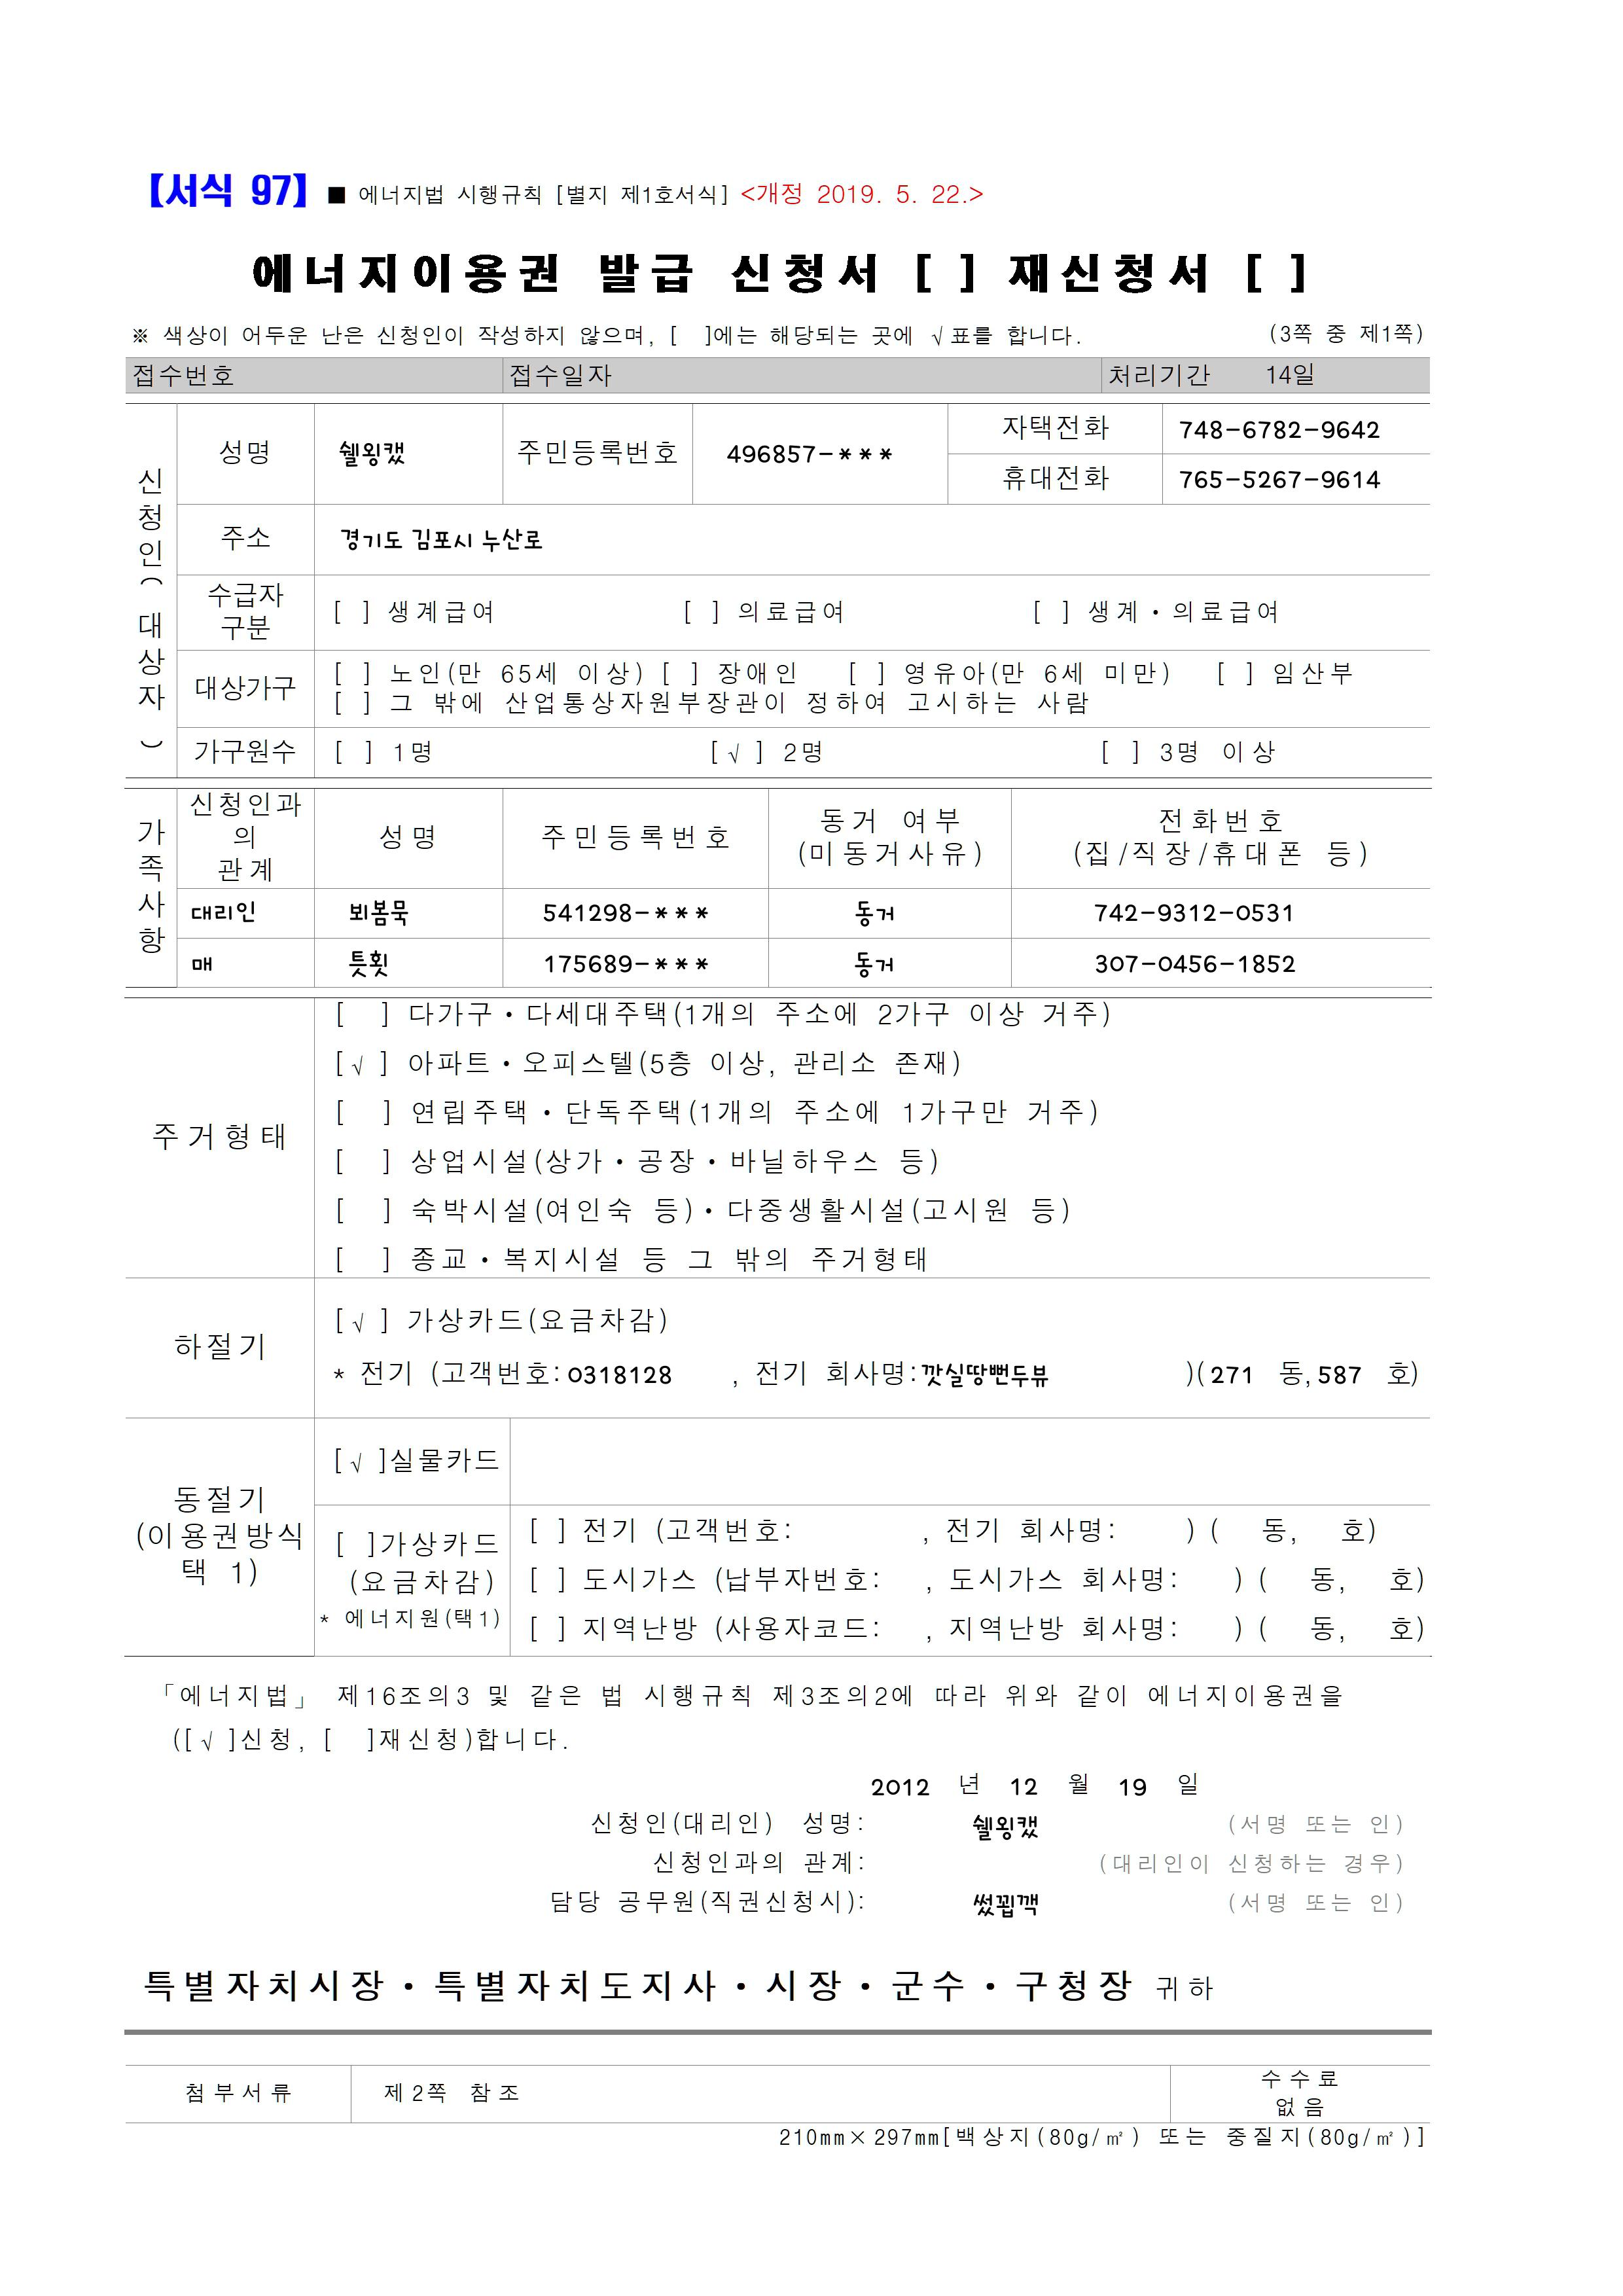 【서식 97】 ■ 에너지법 시행규칙 [별지 제1호서식] <개정 2019. 5. 22.>
에너지이용권 발급 신청서 [ ] 재신청서 [ ]
※ 색상이 어두운 난은 신청인이 작성하지 않으며, [ ]에는 해당되는 곳에 √표를 합니다. (3쪽 중 제1쪽)
접수번호 접수일자 처리기간 14일
신청인(대상자)
성명 쉘욍캤 주민등록번호 496857-*** 자택전화 748-6782-9642
휴대전화 765-5267-9614
주소 경기도 김포시 누산로
수급자
구분
[ ] 생계급여 [ ] 의료급여 [ ] 생계·의료급여
대상가구
[ ] 노인(만 65세 이상) [ ] 장애인 [ ] 영유아(만 6세 미만) [ ] 임산부
[ ] 그 밖에 산업통상자원부장관이 정하여 고시하는 사람
가구원수 [ ] 1명 [√] 2명 [ ] 3명 이상
가족사항
신청인과
의
관계
성명 주민등록번호
동거 여부
(미동거사유)
전화번호
(집/직장/휴대폰 등)
대리인 뵈봄묵 541298-*** 동거 742-9312-0531
매 틋횟 175689-*** 동거 307-0456-1852
주거형태
[ ] 다가구·다세대주택(1개의 주소에 2가구 이상 거주)
[√] 아파트·오피스텔(5층 이상, 관리소 존재)
[ ] 연립주택·단독주택(1개의 주소에 1가구만 거주)
[ ] 상업시설(상가·공장·바닐하우스 등)
[ ] 숙박시설(여인숙 등)·다중생활시설(고시원 등)
[ ] 종교·복지시설 등 그 밖의 주거형태
하절기
[√] 가상카드(요금차감)
* 전기 (고객번호: 0318128 , 전기 회사명: 깟실땅뻔두뷰 )( 271 동, 587 호)
동절기
(이용권방식
택 1)
[√]실물카드
[ ]가상카드
(요금차감)
* 에너지원(택1)
[ ] 전기 (고객번호: , 전기 회사명: ) ( 동, 호)
[ ] 도시가스 (납부자번호: , 도시가스 회사명: ) ( 동, 호)
[ ] 지역난방 (사용자코드: , 지역난방 회사명: ) ( 동, 호)
「에너지법」 제16조의3 및 같은 법 시행규칙 제3조의2에 따라 위와 같이 에너지이용권을
([√]신청, [ ]재신청)합니다.
2012 년 12 월 19 일
신청인(대리인) 성명: 쉘욍캤 (서명 또는 인)
신청인과의 관계: (대리인이 신청하는 경우)
담당 공무원(직권신청시): 썼뀝깩 (서명 또는 인)
특별자치시장·특별자치도지사·시장·군수·구청장 귀하
첨부서류 제2쪽 참조
수수료
없음
210mm×297mm[백상지(80g/㎡) 또는 중질지(80g/㎡)]